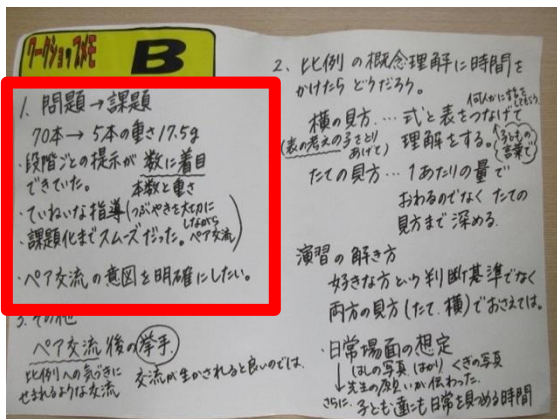 ワークショップメモ B
1. 問題→課題
70本→5本の重さ17.5g
・段階ごとの提示が数に着目
できていた。 本数と重さ
・ていねいな指導(つぶやきを大切に
しながら
ペア交流)
・課題化までスムーズだった。
・ペア交流の意図を明確にしたい。
3. その他
ペア交流後の挙手
比例への気づきに
せまれるような交流
交流が生かされると良いのでは.
2、比例の概念理解に時間を
かけたらどうだろう。
横の見方…式と表をつなげて
何人かにすすんでしてもらう
(表の考えの子をとり
あげて)
理解をする。(子どもの
言葉で)
たての見方…1あたりの量で
おわるのでなくたての
見方まで深める.
演習の解き方
好きな方という判断基準でなく
両方の見方(たて、横)でおさえては。
・日常場面の想定
はしの写真、はかり くぎの写真
↓先生の願いが伝わった.
さらに、子ども達にも日常を見つめる時間